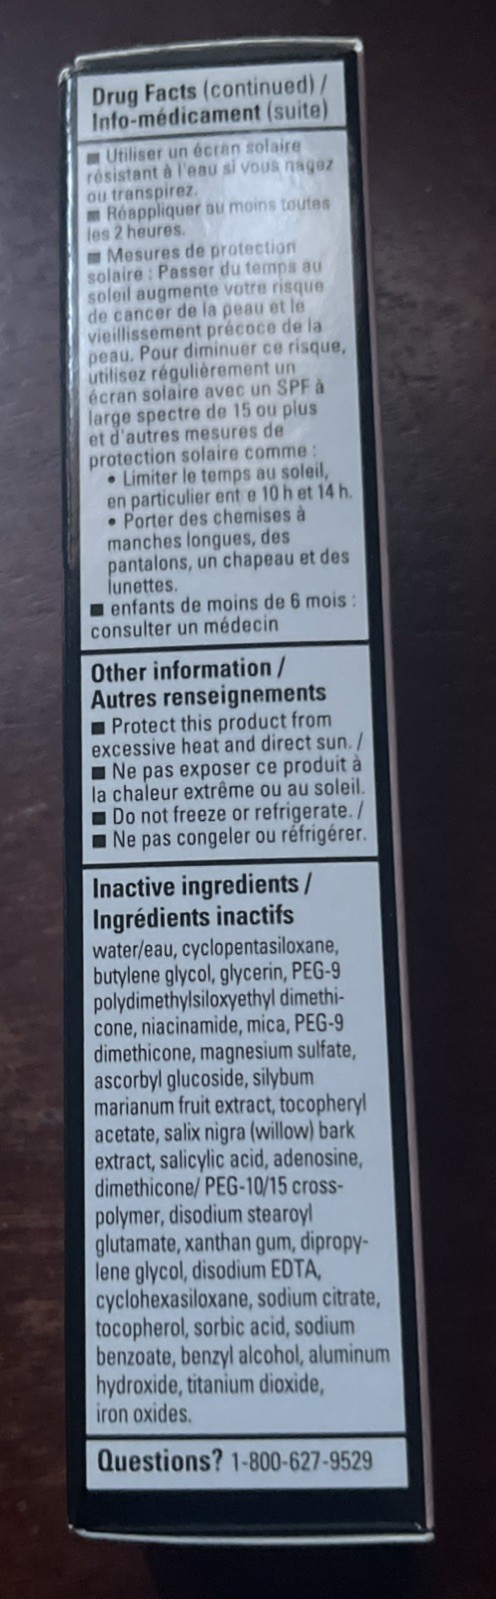 Drug Facts (continued) /
Info-médicament (suite)
■ Utiliser un écran solaire
résistant à l'eau si vous nagez
ou transpirez.
■ Réappliquer au moins toutes
les 2 heures.
■ Mesures de protection
solaire : Passer du temps au
soleil augmente votre risque
de cancer de la peau et le
vieillissement précoce de la
peau. Pour diminuer ce risque,
utilisez régulièrement un
écran solaire avec un SPF à
large spectre de 15 ou plus
et d'autres mesures de
protection solaire comme :
• Limiter le temps au soleil,
en particulier ent e 10 h et 14 h.
• Porter des chemises à
manches longues, des
pantalons, un chapeau et des
lunettes.
■ enfants de moins de 6 mois :
consulter un médecin
Other information /
Autres renseignements
■ Protect this product from
excessive heat and direct sun. /
■ Ne pas exposer ce produit à
la chaleur extrême ou au soleil.
■ Do not freeze or refrigerate. /
■ Ne pas congeler ou réfrigérer.
Inactive ingredients /
Ingrédients inactifs
water/eau, cyclopentasiloxane,
butylene glycol, glycerin, PEG-9
polydimethylsiloxyethyl dimethi-
cone, niacinamide, mica, PEG-9
dimethicone, magnesium sulfate,
ascorbyl glucoside, silybum
marianum fruit extract, tocopheryl
acetate, salix nigra (willow) bark
extract, salicylic acid, adenosine,
dimethicone/ PEG-10/15 cross-
polymer, disodium stearoyl
glutamate, xanthan gum, dipropy-
lene glycol, disodium EDTA,
cyclohexasiloxane, sodium citrate,
tocopherol, sorbic acid, sodium
benzoate, benzyl alcohol, aluminum
hydroxide, titanium dioxide,
iron oxides.
Questions? 1-800-627-9529